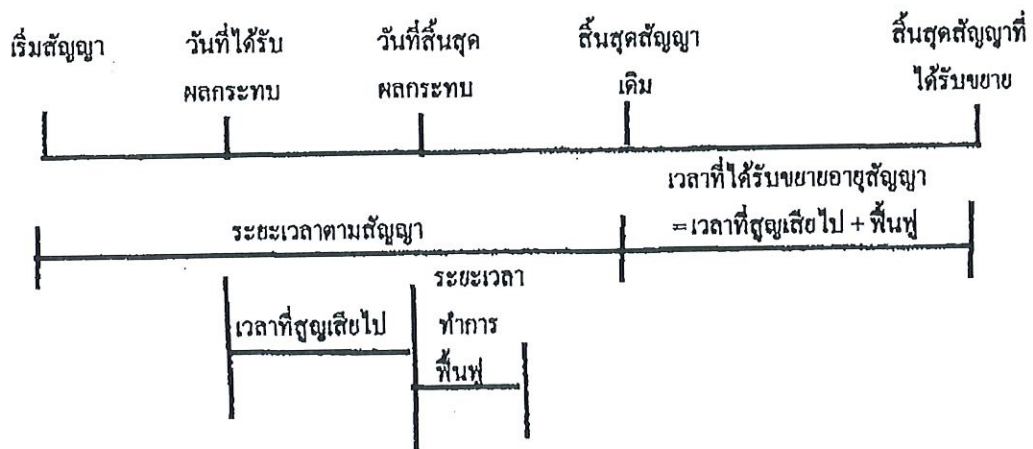 เริ่มสัญญา
วันที่ได้รับ
ผลกระทบ
วันที่สิ้นสุด
ผลกระทบ
สิ้นสุดสัญญา
เดิม
สิ้นสุดสัญญาที่
ได้รับขยาย
ระยะเวลาตามสัญญา
เวลาที่ได้รับขยายอายุสัญญา
=เวลาที่สูญเสียไป + ฟื้นฟู
เวลาที่สูญเสียไป
ระยะเวลา
ทำการ
ฟื้นฟู